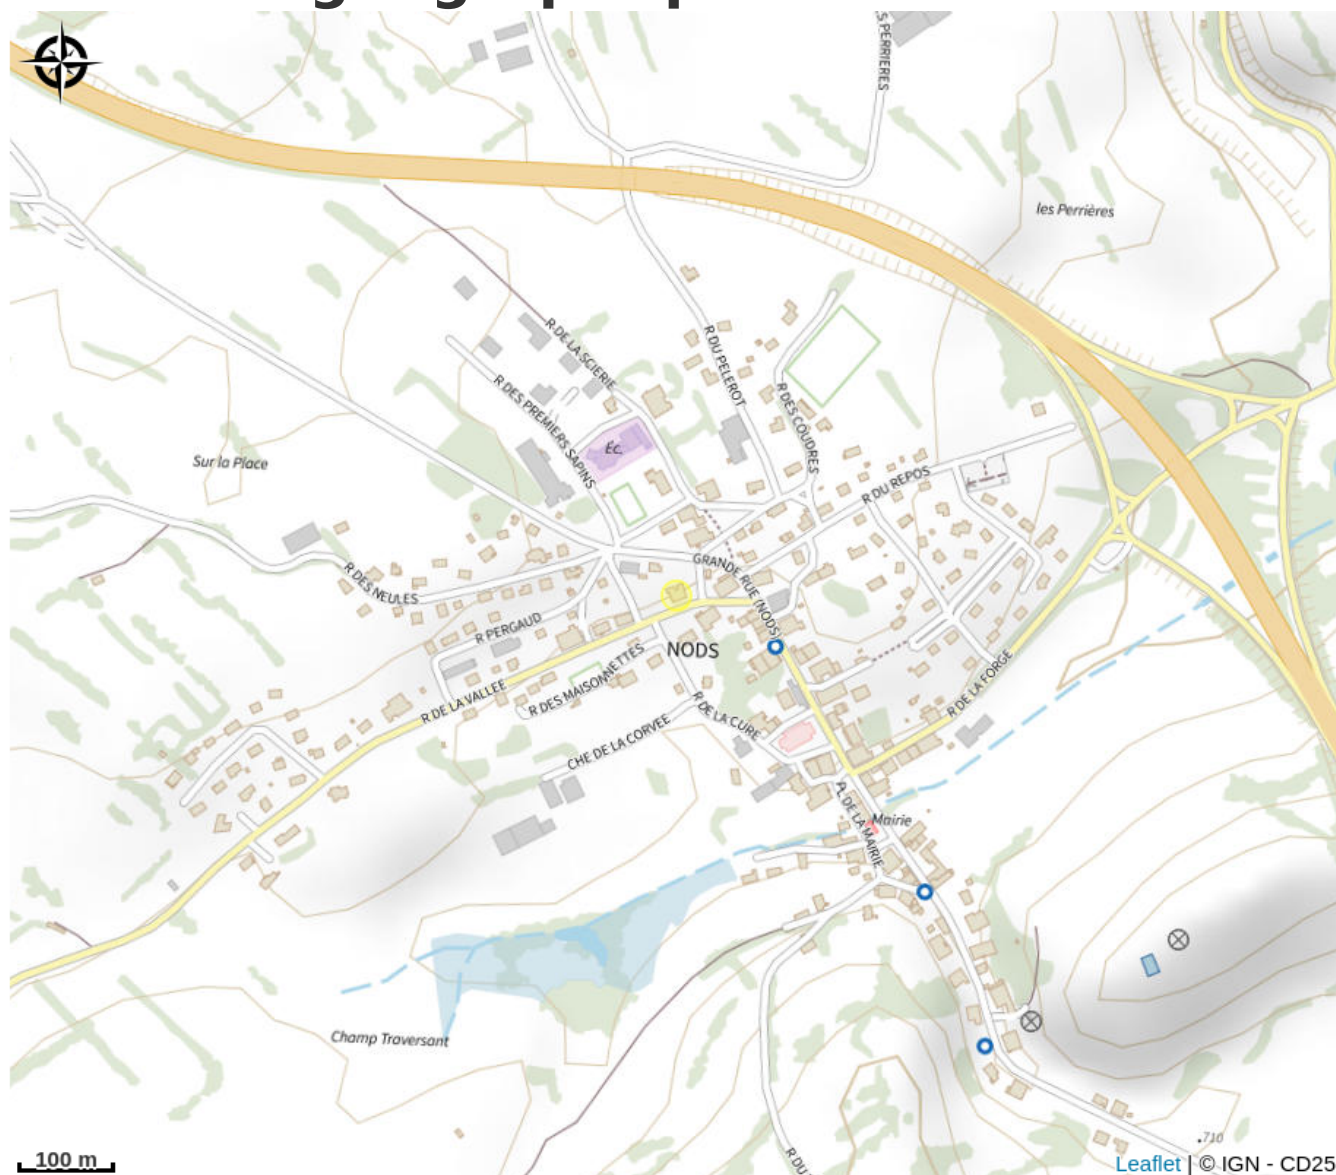 S PERRIERES
les Perrières
R DE LA SCIERIE
R DU PELEROT
R DES PREMIERS SAPINS
R DES COUDRES
Ec.
Sur la Place
R DU REPOS
GRANDE RUE (NODS)
R DES NEULES
R PERGAUD
NODS
R DES MAISONNETTES
R DE LA VALLEE
R DE LA FORGE
R DE LA CURE
CHE DE LA CORVEE
PL DE LA MAIRIE
Mairie
Champ Traversant
710
R DU
100 m
Leaflet | © IGN - CD25